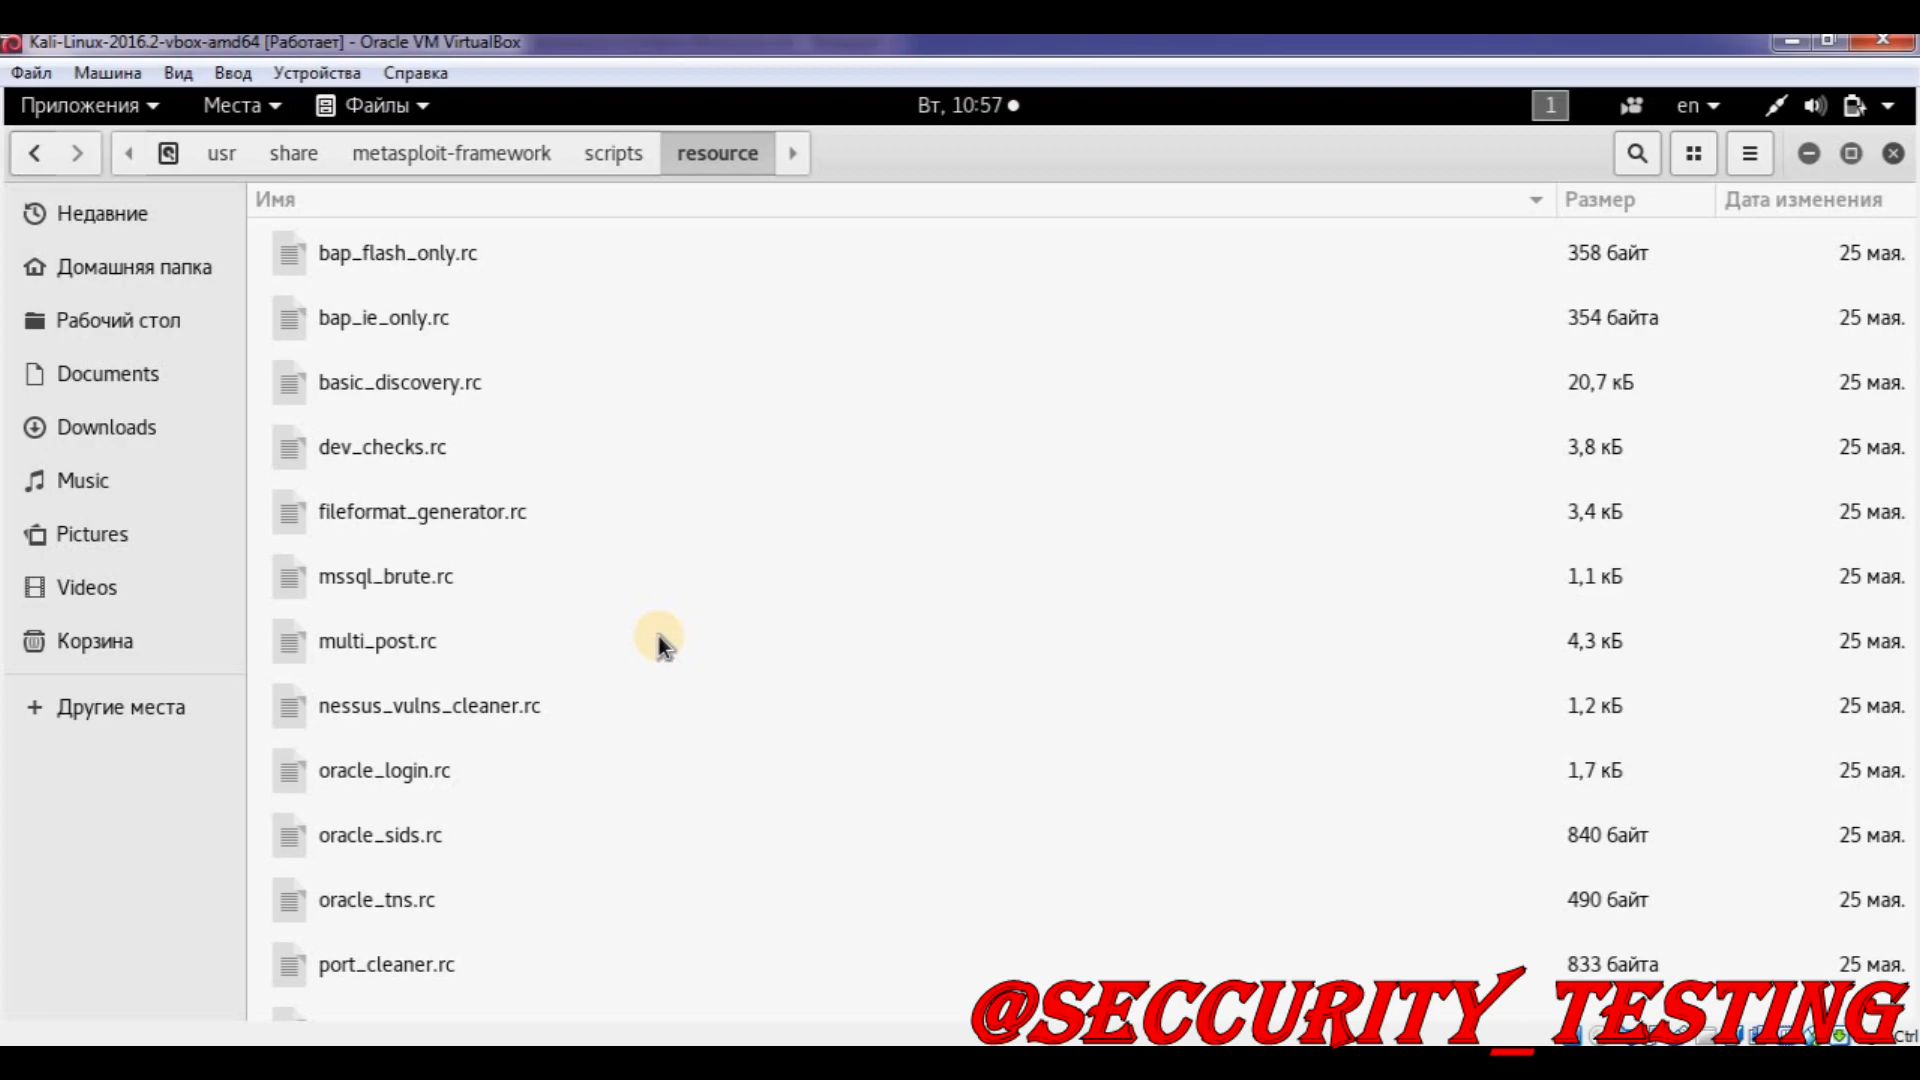 Kali-Linux-2016.2-vbox-amd64 [Работает] - Oracle VM VirtualBox
Файл Машина Вид Ввод Устройства Справка
Приложения Места Файлы Вт, 10:57 1 en
usr share metasploit-framework scripts resource
Имя Размер Дата изменения
Недавние
Домашняя папка
Рабочий стол
Documents
Downloads
Music
Pictures
Videos
Корзина
+ Другие места
bap_flash_only.rc 358 байт 25 мая.
bap_ie_only.rc 354 байта 25 мая.
basic_discovery.rc 20,7 кБ 25 мая.
dev_checks.rc 3,8 кБ 25 мая.
fileformat_generator.rc 3,4 кБ 25 мая.
mssql_brute.rc 1,1 кБ 25 мая.
multi_post.rc 4,3 кБ 25 мая.
nessus_vulns_cleaner.rc 1,2 кБ 25 мая.
oracle_login.rc 1,7 кБ 25 мая.
oracle_sids.rc 840 байт 25 мая.
oracle_tns.rc 490 байт 25 мая.
port_cleaner.rc 833 байта 25 мая.
@SECCURITY_TESTING
Ctrl